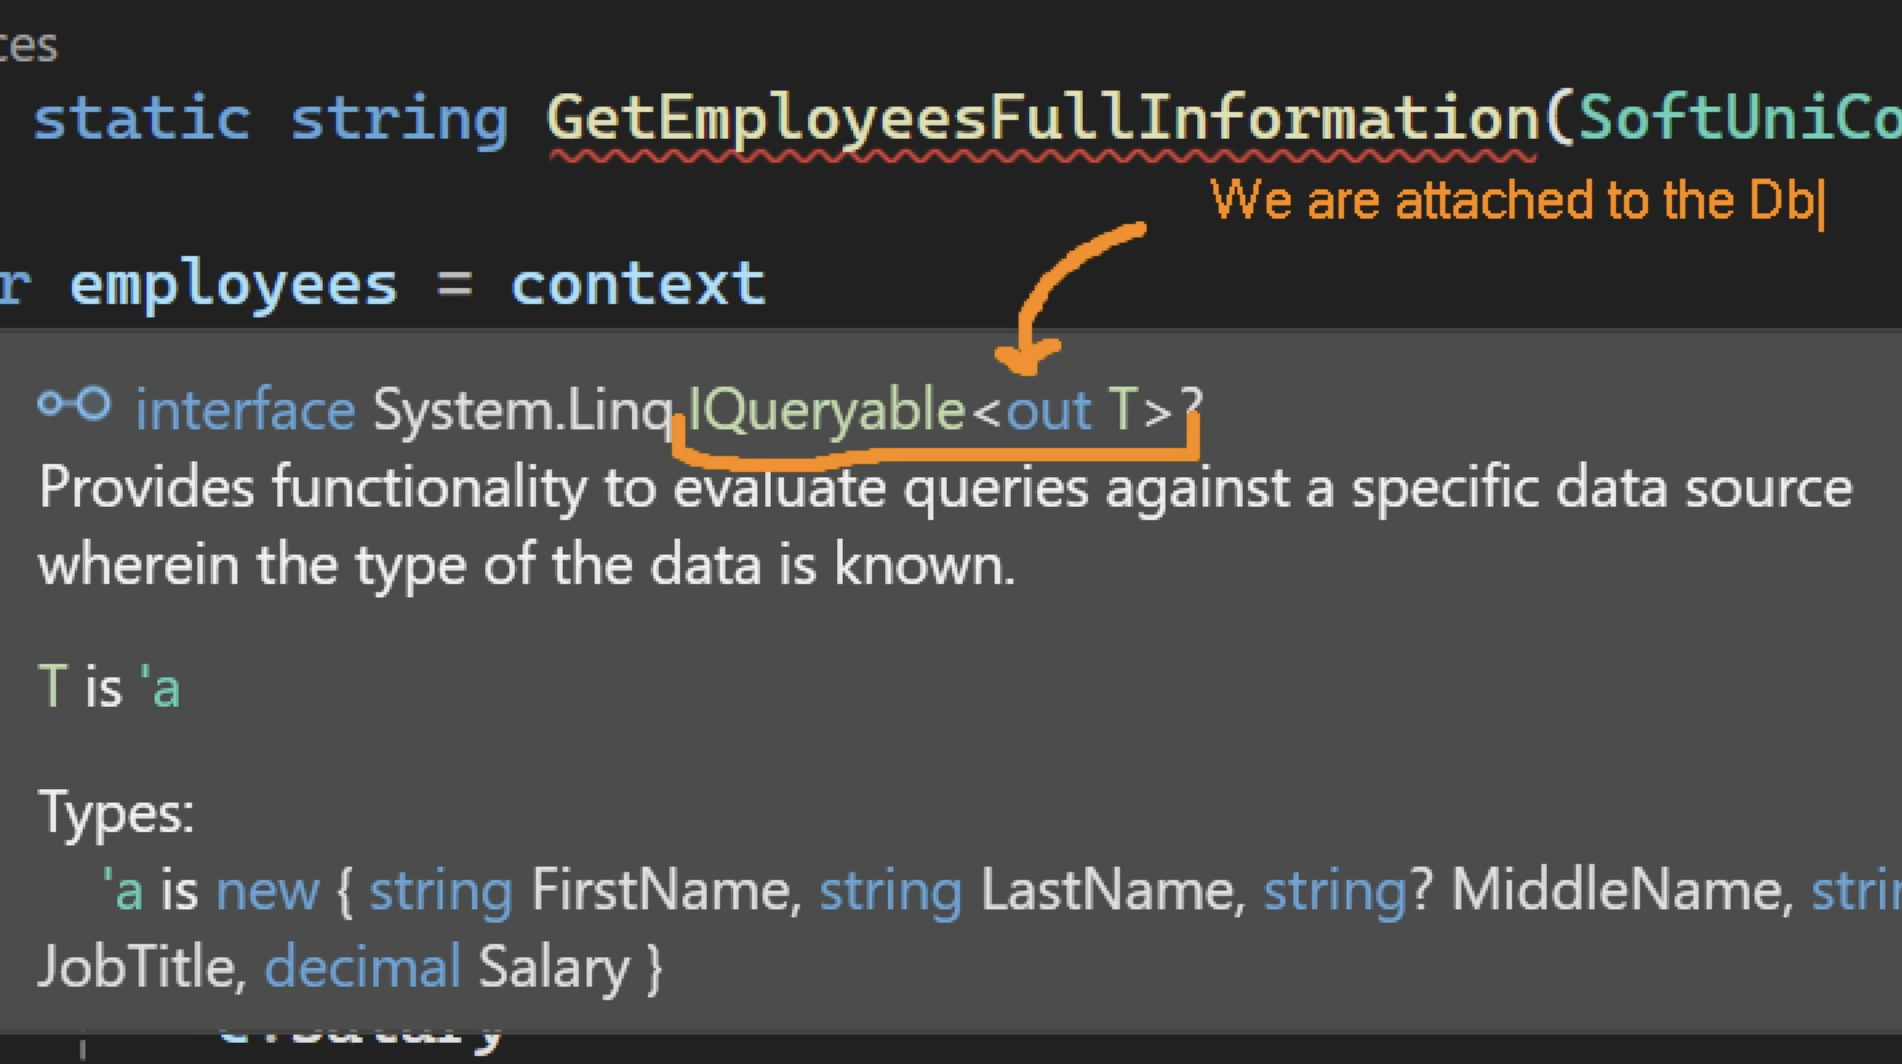 ces
static string GetEmployeesFullInformation(SoftUniCo
We are attached to the Db
r employees = context
interface System.Linq.IQueryable<out T>?
Provides functionality to evaluate queries against a specific data source
wherein the type of the data is known.
T is 'a
Types:
'a is new { string FirstName, string LastName, string? MiddleName, strin
JobTitle, decimal Salary }
e.Salary